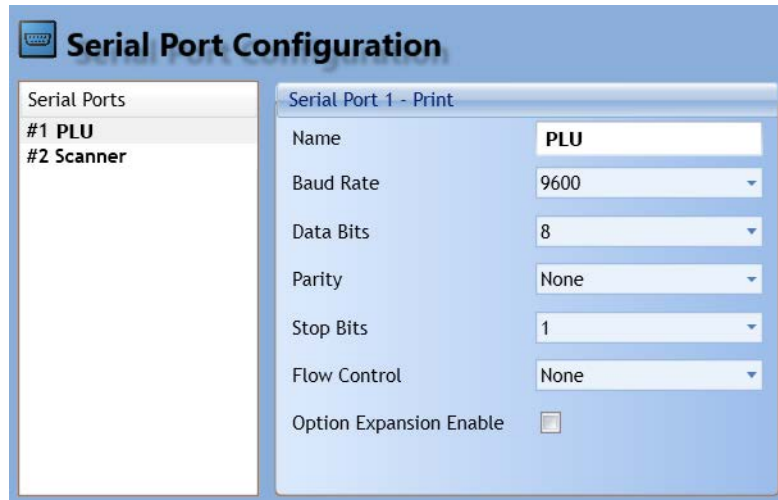 Serial Port Configuration
Serial Ports
#1 PLU
#2 Scanner
Serial Port 1 - Print
Name PLU
Baud Rate 9600
Data Bits 8
Parity None
Stop Bits 1
Flow Control None
Option Expansion Enable